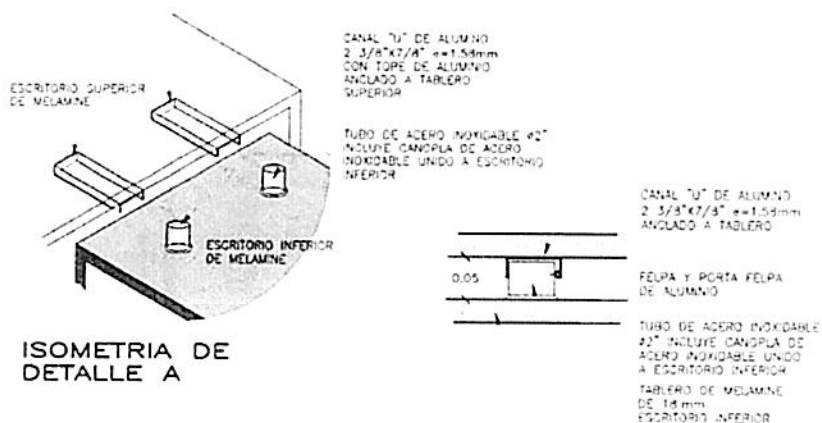 CANAL "U" DE ALUMINO
2 3/8"X7/8" e=1.58mm
CON TOPE DE ALUMINIO
ANCLADO A TABLERO
SUPERIOR
ESCRITORIO SUPERIOR
DE MELAMINE
TUBO DE ACERO INOXIDABLE ø2"
INCLUYE CANOPLA DE ACERO
INOXIDABLE UNIDO A ESCRITORIO
INFERIOR
ESCRITORIO INFERIOR
DE MELAMINE
ISOMETRIA DE
DETALLE A
CANAL "U" DE ALUMINO
2 3/8"X7/8" e=1.58mm
ANCLADO A TABLERO
0.05
FELPA Y PORTA FELPA
DE ALUMINIO
TUBO DE ACERO INOXIDABLE
ø2" INCLUYE CANOPLA DE
ACERO INOXIDABLE UNIDO
A ESCRITORIO INFERIOR
TABLERO DE MELAMINE
DE 18 mm
ESCRITORIO INFERIOR